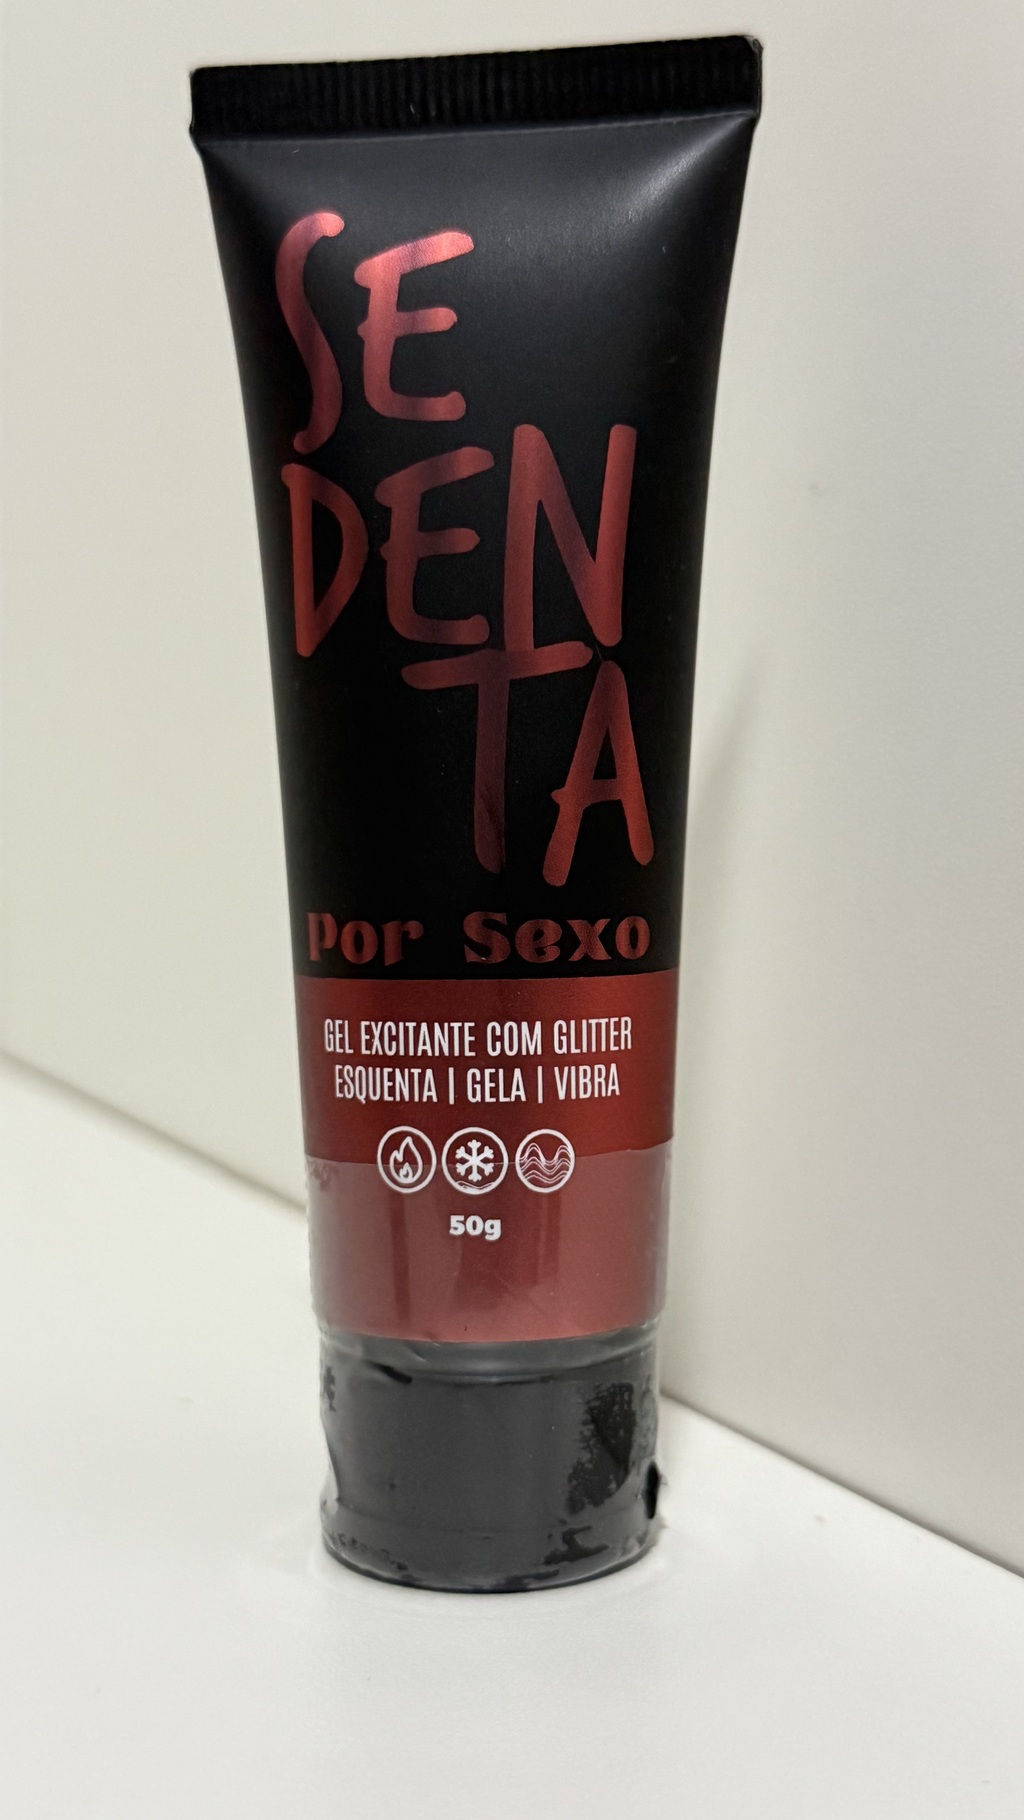 SE
DEN
TA
Por Sexo
GEL EXCITANTE COM GLITTER
ESQUENTA | GELA | VIBRA
50g